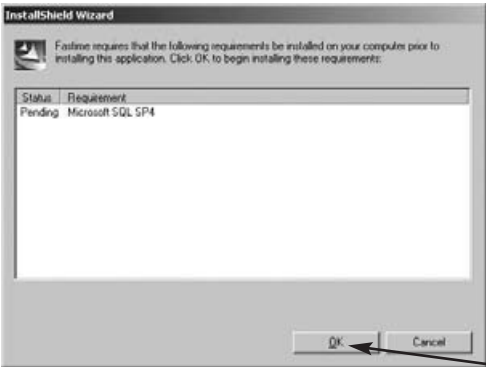 InstallShield Wizard
Fastime requires that the following requirements be installed on your computer prior to
installing this application. Click OK to begin installing these requirements:
Status Requirement
Pending Microsoft SQL SP4
OK Cancel